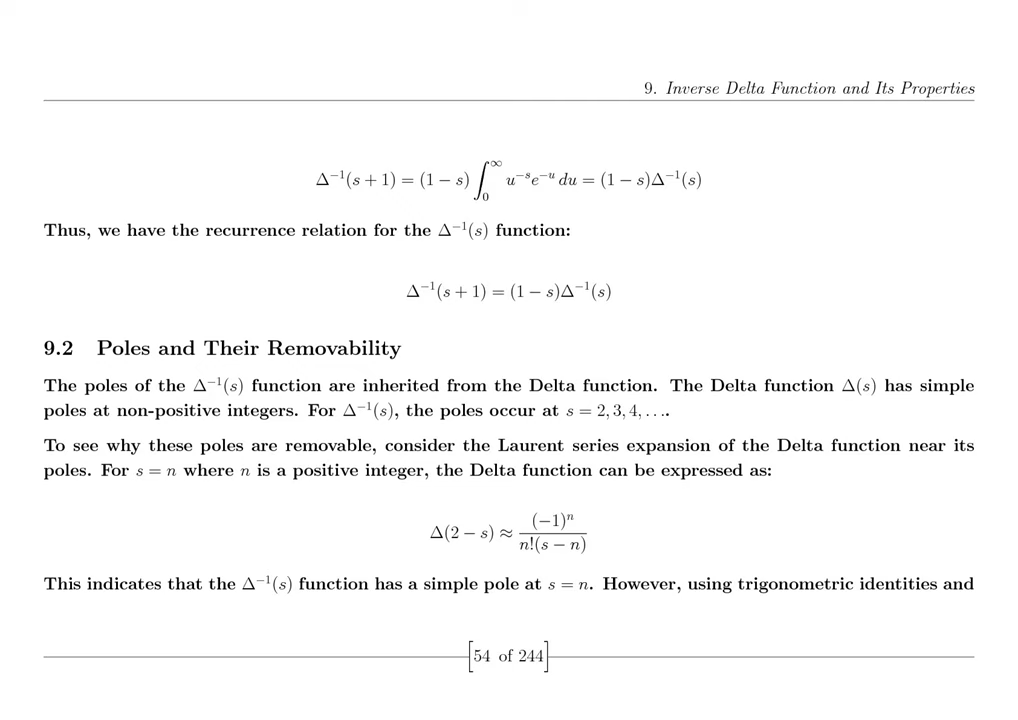 9. Inverse Delta Function and Its Properties
Δ⁻¹(s + 1) = (1 − s) ∫₀^∞ u⁻ˢe⁻ᵘ du = (1 − s)Δ⁻¹(s)
Thus, we have the recurrence relation for the Δ⁻¹(s) function:
Δ⁻¹(s + 1) = (1 − s)Δ⁻¹(s)
9.2 Poles and Their Removability
The poles of the Δ⁻¹(s) function are inherited from the Delta function. The Delta function Δ(s) has simple
poles at non-positive integers. For Δ⁻¹(s), the poles occur at s = 2, 3, 4, . . ..
To see why these poles are removable, consider the Laurent series expansion of the Delta function near its
poles. For s = n where n is a positive integer, the Delta function can be expressed as:
Δ(2 − s) ≈ (−1)ⁿ / n!(s − n)
This indicates that the Δ⁻¹(s) function has a simple pole at s = n. However, using trigonometric identities and
[54 of 244]